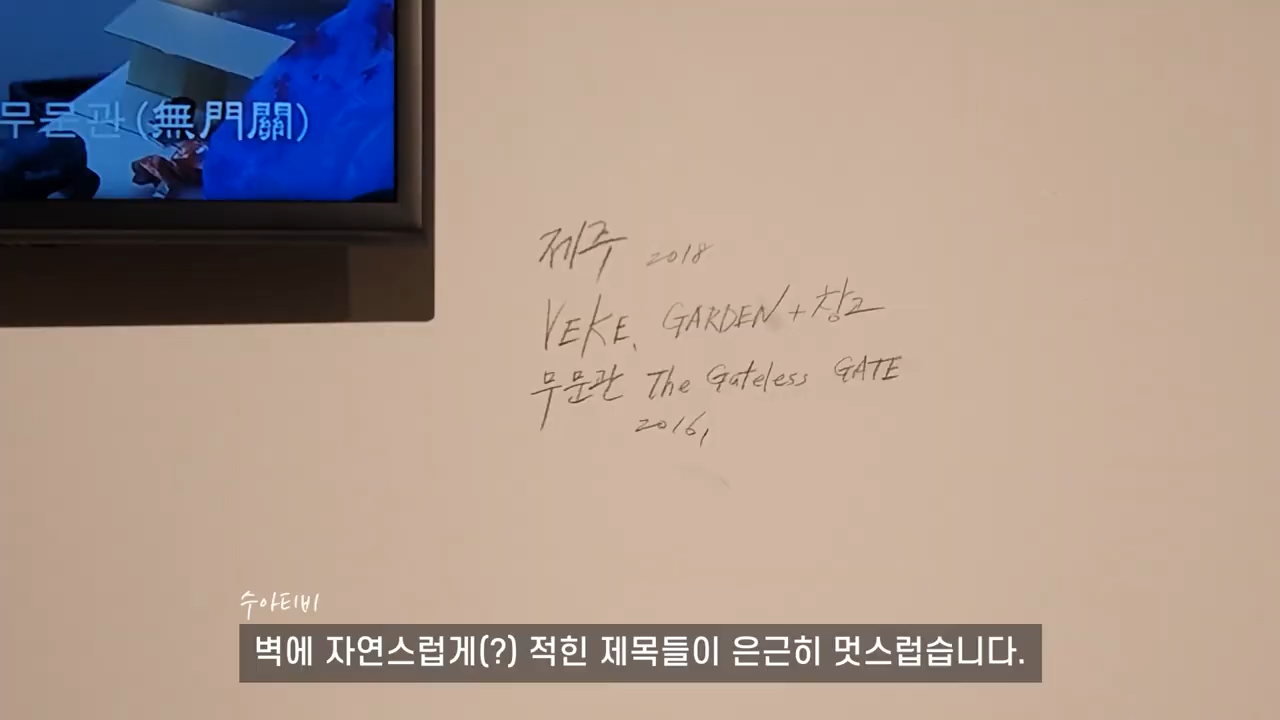 무문관(無門關)
제주 2018
VEKE, GARDEN + 창고
무문관 The Gateless GATE
2016,
수아티비
벽에 자연스럽게(?) 적힌 제목들이 은근히 멋스럽습니다.